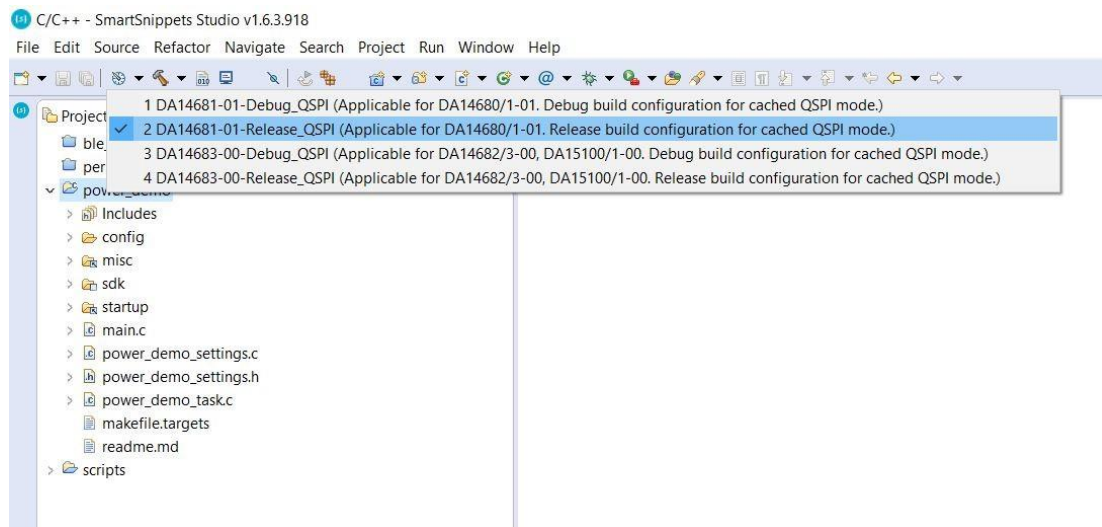 C/C++ - SmartSnippets Studio v1.6.3.918
File Edit Source Refactor Navigate Search Project Run Window Help
1 DA14681-01-Debug_QSPI (Applicable for DA14680/1-01. Debug build configuration for cached QSPI mode.)
2 DA14681-01-Release_QSPI (Applicable for DA14680/1-01. Release build configuration for cached QSPI mode.)
3 DA14683-00-Debug_QSPI (Applicable for DA14682/3-00, DA15100/1-00. Debug build configuration for cached QSPI mode.)
4 DA14683-00-Release_QSPI (Applicable for DA14682/3-00, DA15100/1-00. Release build configuration for cached QSPI mode.)
Project
ble_
per
power_demo
Includes
config
misc
sdk
startup
main.c
power_demo_settings.c
power_demo_settings.h
power_demo_task.c
makefile.targets
readme.md
scripts